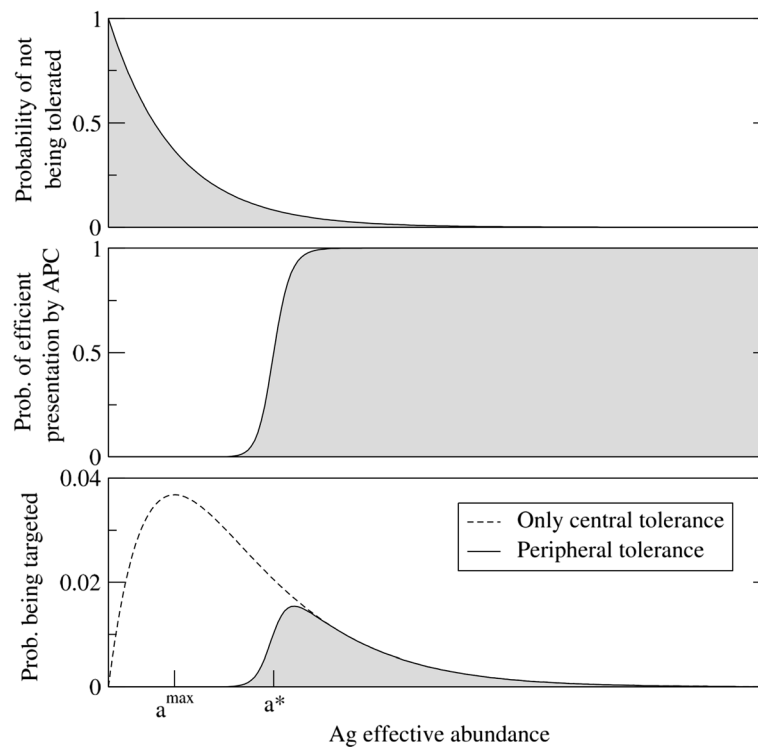 Probability of not
being tolerated
1
0.5
0
Prob. of efficient
presentation by APC
1
0.5
0
Prob. being targeted
0.04
0.02
0
Only central tolerance
Peripheral tolerance
a^max
a*
Ag effective abundance